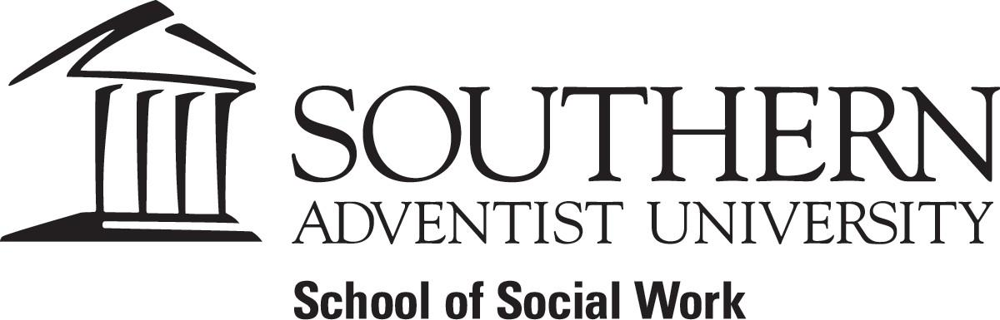 SOUTHERN
ADVENTIST UNIVERSITY
School of Social Work